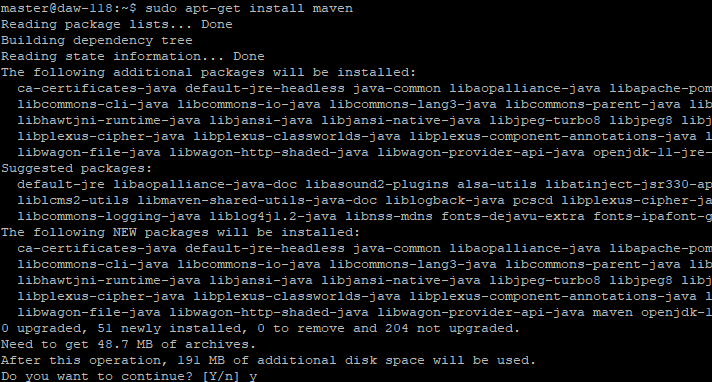 master@daw-118:~$ sudo apt-get install maven
Reading package lists... Done
Building dependency tree
Reading state information... Done
The following additional packages will be installed:
  ca-certificates-java default-jre-headless java-common libaopalliance-java libapache-pom
  libcommons-cli-java libcommons-io-java libcommons-lang3-java libcommons-parent-java lib
  libhawtjni-runtime-java libjansi-java libjansi-native-java libjpeg-turbo8 libjpeg8 libj
  libplexus-cipher-java libplexus-classworlds-java libplexus-component-annotations-java l
  libwagon-file-java libwagon-http-shaded-java libwagon-provider-api-java openjdk-11-jre-
Suggested packages:
  default-jre libaopalliance-java-doc libasound2-plugins alsa-utils libatinject-jsr330-ap
  liblcms2-utils libmaven-shared-utils-java-doc liblogback-java pcscd libplexus-cipher-ja
  libcommons-logging-java liblog4j1.2-java libnss-mdns fonts-dejavu-extra fonts-ipafont-g
The following NEW packages will be installed:
  ca-certificates-java default-jre-headless java-common libaopalliance-java libapache-pom
  libcommons-cli-java libcommons-io-java libcommons-lang3-java libcommons-parent-java lib
  libhawtjni-runtime-java libjansi-java libjansi-native-java libjpeg-turbo8 libjpeg8 libj
  libplexus-cipher-java libplexus-classworlds-java libplexus-component-annotations-java l
  libwagon-file-java libwagon-http-shaded-java libwagon-provider-api-java maven openjdk-1
0 upgraded, 51 newly installed, 0 to remove and 204 not upgraded.
Need to get 48.7 MB of archives.
After this operation, 191 MB of additional disk space will be used.
Do you want to continue? [Y/n] y